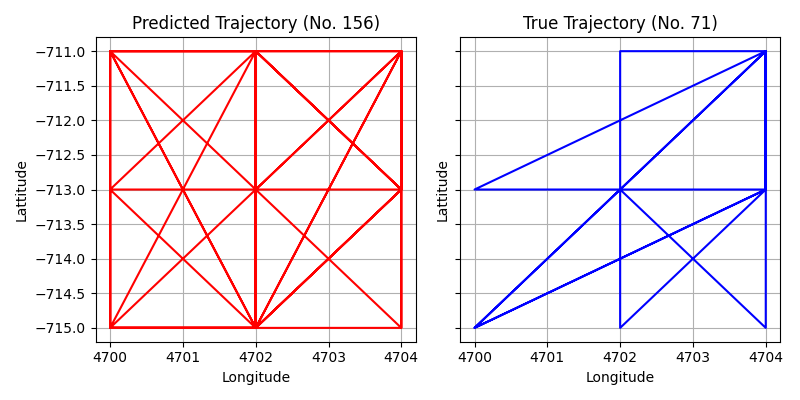 Predicted Trajectory (No. 156)
True Trajectory (No. 71)
−711.0
−711.5
−712.0
−712.5
−713.0
−713.5
−714.0
−714.5
−715.0
Lattitude
Lattitude
4700 4701 4702 4703 4704
4700 4701 4702 4703 4704
Longitude
Longitude